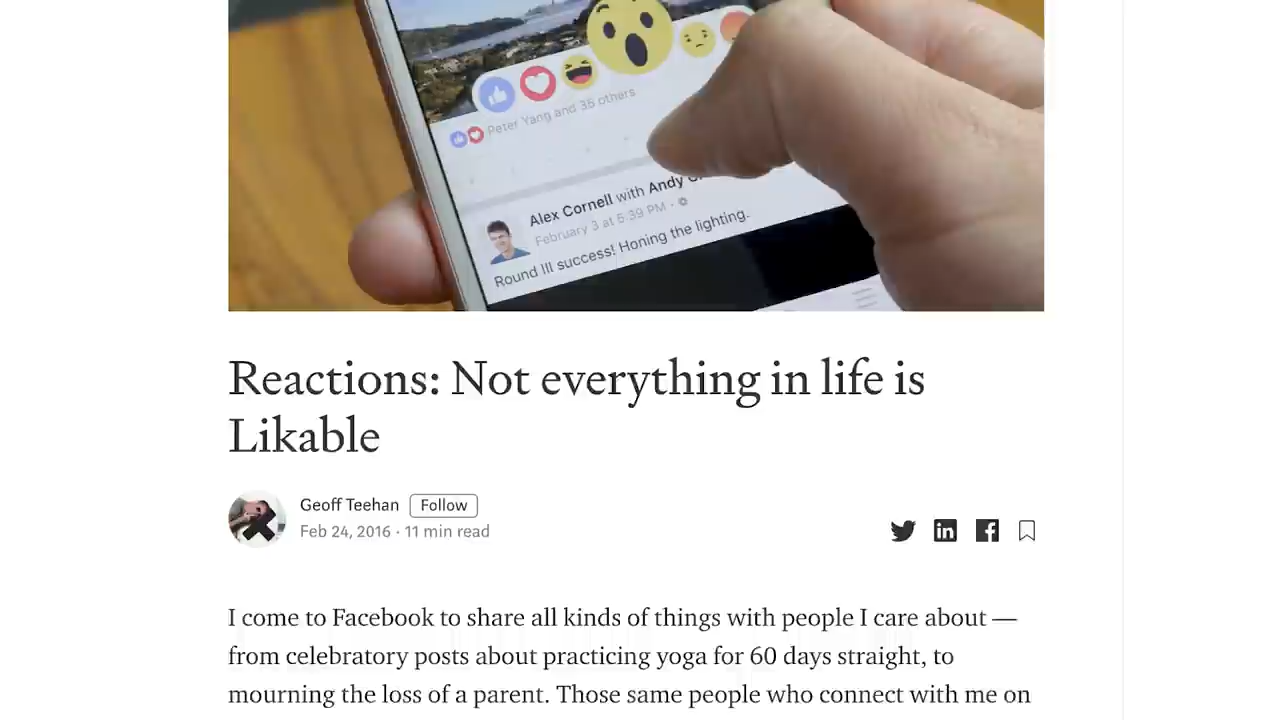 Peter Yang and 35 others
Alex Cornell with Andy
February 3 at 5:39 PM ·
Round III success! Honing the lighting.
Reactions: Not everything in life is
Likable
Geoff Teehan Follow
Feb 24, 2016 · 11 min read
I come to Facebook to share all kinds of things with people I care about —
from celebratory posts about practicing yoga for 60 days straight, to
mourning the loss of a parent. Those same people who connect with me on